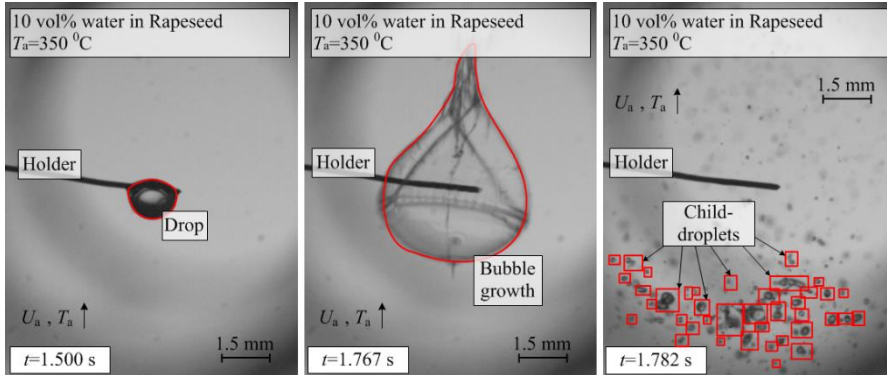 10 vol% water in Rapeseed
Tₐ=350 ⁰C
Holder
Drop
Uₐ , Tₐ ↑
1.5 mm
t=1.500 s
10 vol% water in Rapeseed
Tₐ=350 ⁰C
Holder
Bubble
growth
Uₐ , Tₐ ↑
1.5 mm
t=1.767 s
10 vol% water in Rapeseed
Tₐ=350 ⁰C
1.5 mm
Uₐ , Tₐ ↑
Holder
Child-
droplets
t=1.782 s